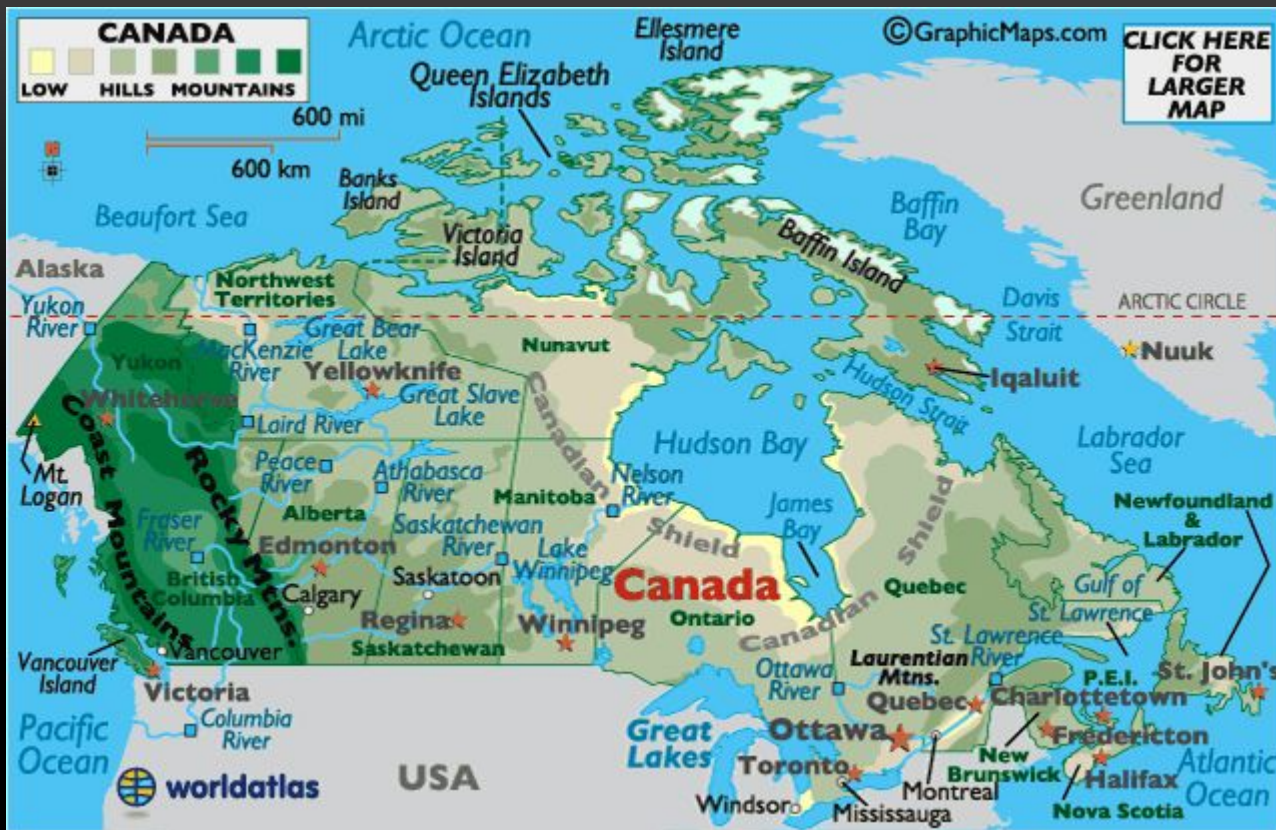 CANADA
LOW HILLS MOUNTAINS
600 mi
600 km
Arctic Ocean
Ellesmere
Island
©GraphicMaps.com
CLICK HERE
FOR
LARGER
MAP
Queen Elizabeth
Islands
Banks
Island
Beaufort Sea
Victoria
Island
Baffin
Bay
Baffin Island
Greenland
Alaska
Northwest
Territories
Davis
Strait
ARCTIC CIRCLE
Yukon
River
Yukon
MacKenzie
River
Great Bear
Lake
Nunavut
Nuuk
Iqaluit
Yellowknife
Great Slave
Lake
Whitehorse
Laird River
Hudson Strait
Canadian
Shield
Hudson Bay
Labrador
Sea
Mt.
Logan
Coast Mountains
Rocky Mtns.
Peace
River
Athabasca
River
Nelson
River
Manitoba
James
Bay
Canadian
Shield
Newfoundland
&
Labrador
Alberta
Fraser
River
Edmonton
Saskatchewan
River
Lake
Winnipeg
British
Columbia
Saskatoon
Calgary
Canada
Quebec
Gulf of
St. Lawrence
Regina
Winnipeg
Ontario
Saskatchewan
Vancouver
Vancouver
Island
Victoria
Ottawa
River
Laurentian
Mtns.
St. Lawrence
River
P.E.I.
St. John's
Quebec
Charlottetown
Pacific
Ocean
Columbia
River
Great
Lakes
Ottawa
Fredericton
Atlantic
Ocean
New
Brunswick
Halifax
Toronto
Montreal
Nova Scotia
worldatlas
USA
Windsor
Mississauga